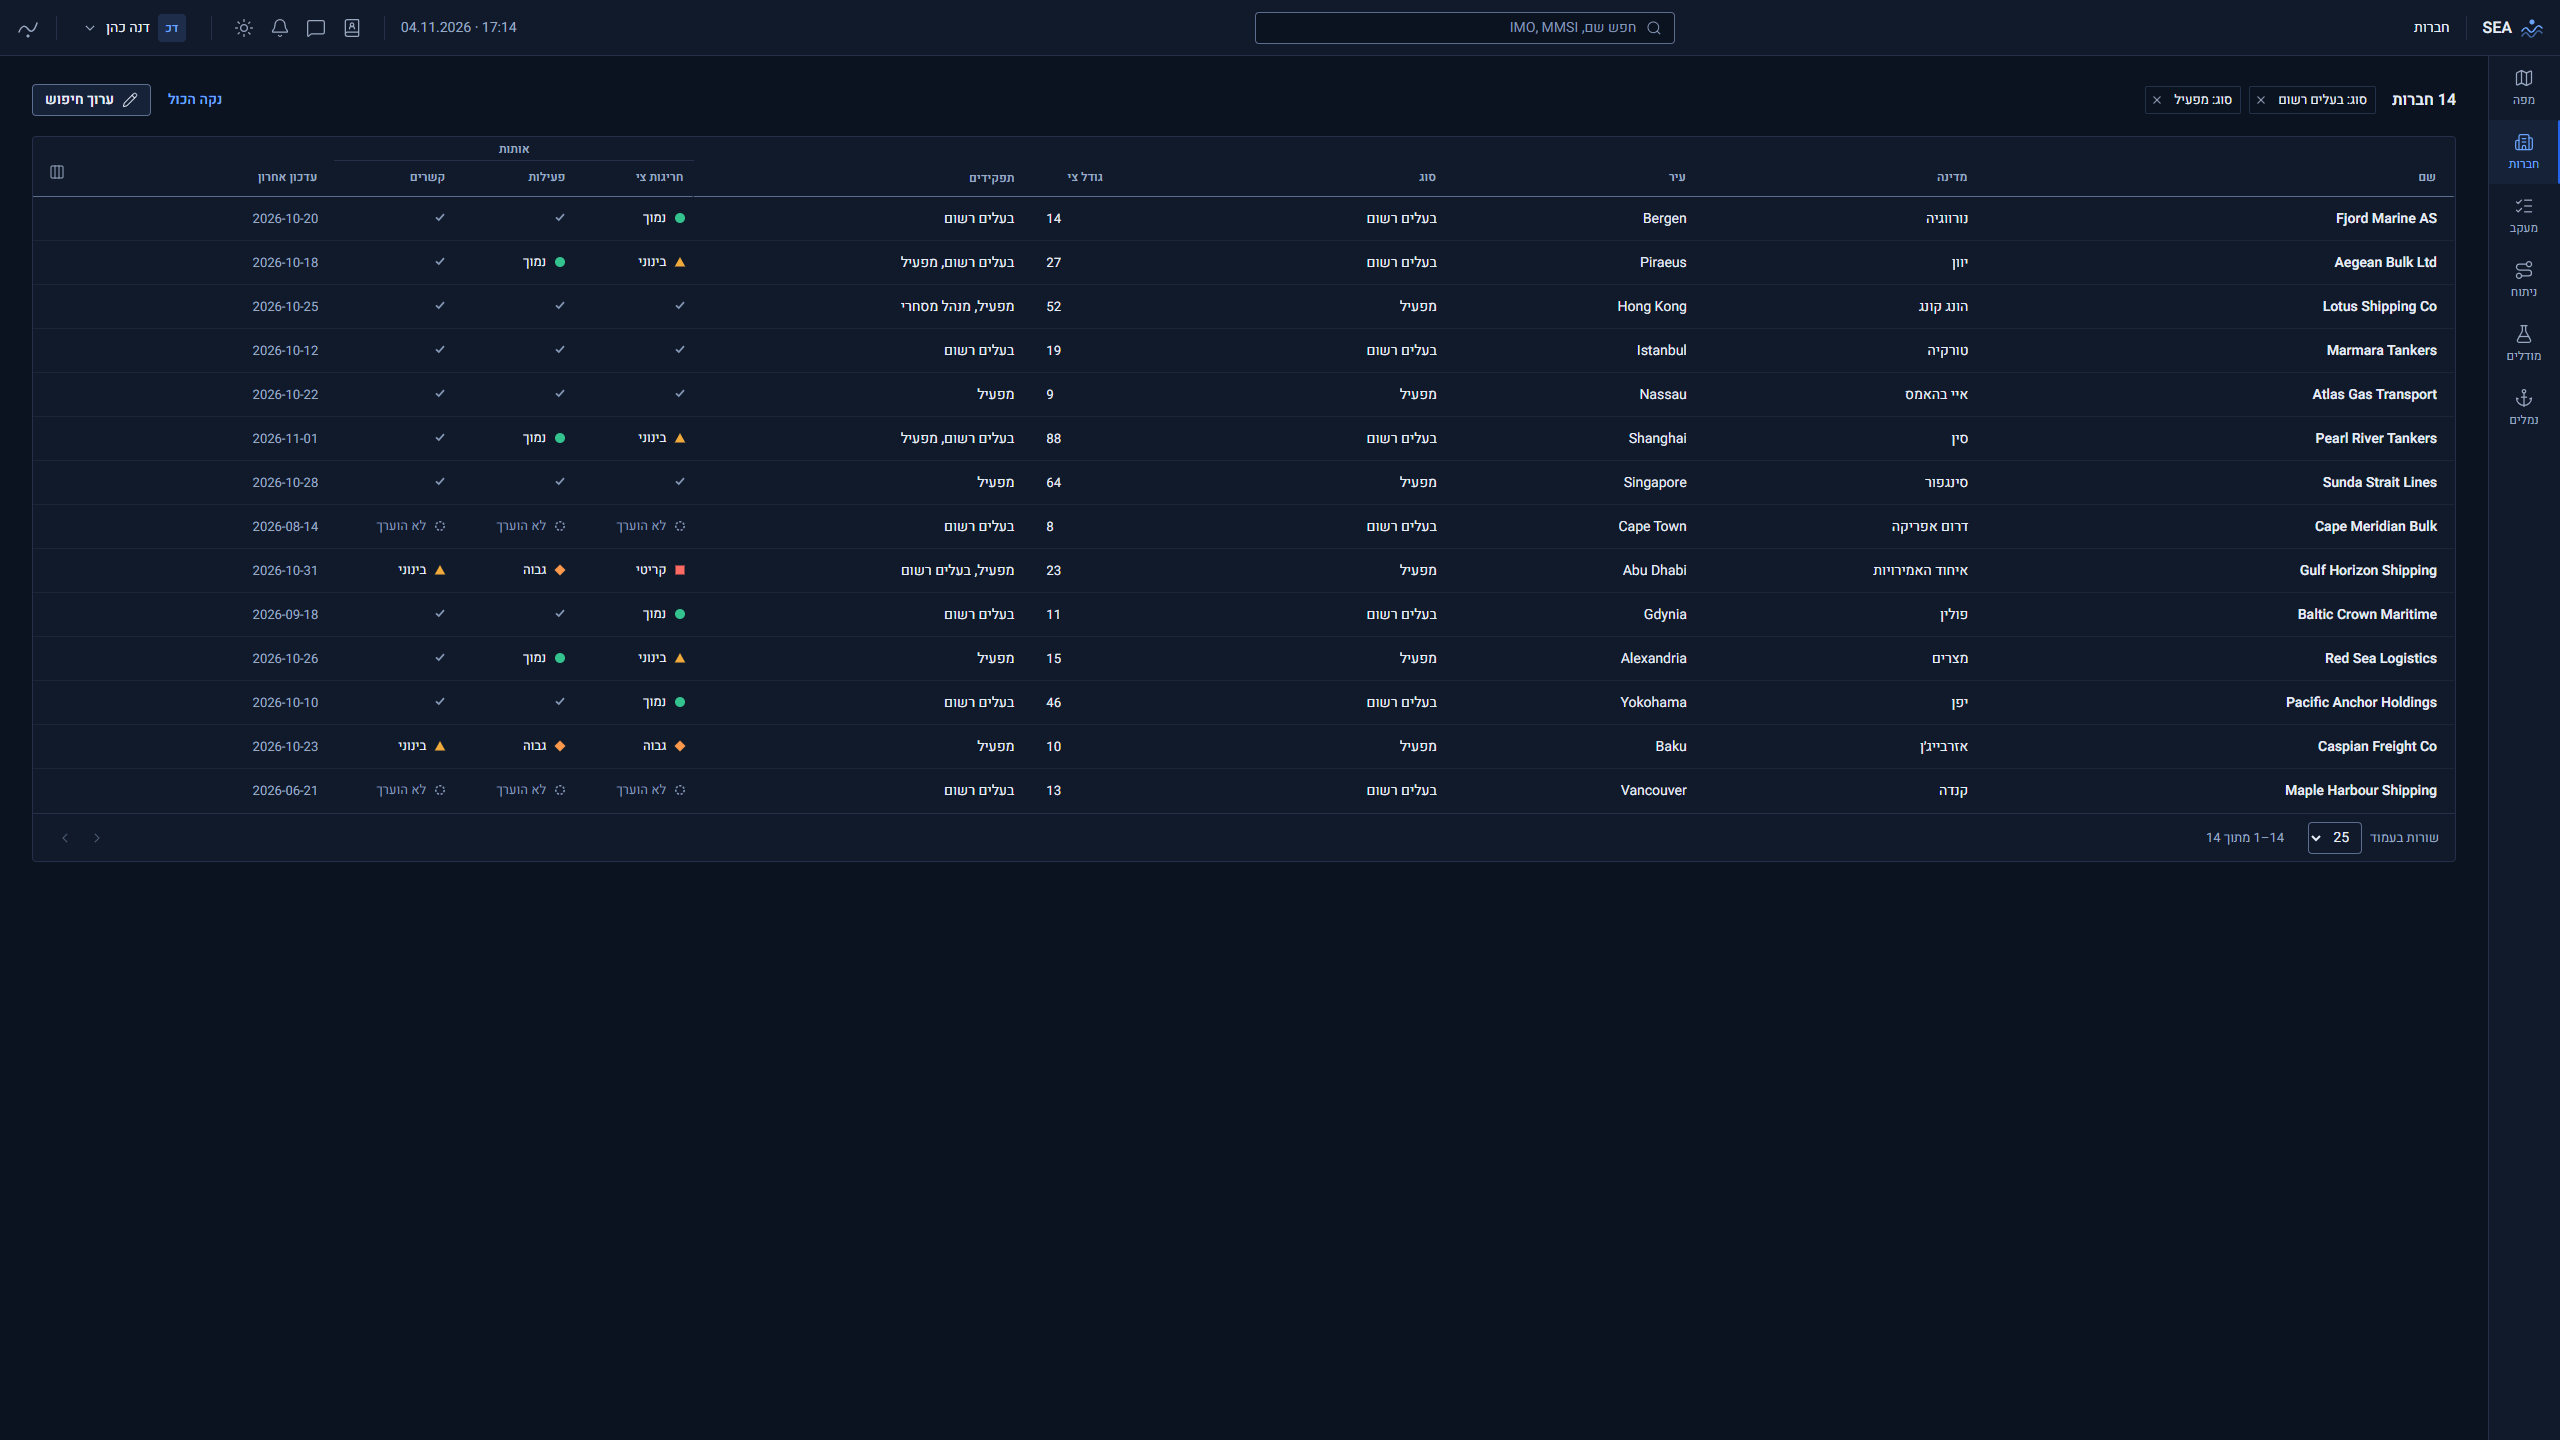 SEA
חברות
חפש שם, IMO, MMSI
04.11.2026 · 17:14
דכ דנה כהן
מפה
חברות
מעקב
ניתוח
מודלים
נמלים
14 חברות סוג: בעלים רשום סוג: מפעיל
נקה הכול ערוך חיפוש
אותות
שם מדינה עיר סוג גודל צי תפקידים חריגות צי פעילות קשרים עדכון אחרון
Fjord Marine AS נורווגיה Bergen בעלים רשום 14 בעלים רשום נמוך ✓ ✓ 2026-10-20
Aegean Bulk Ltd יוון Piraeus בעלים רשום 27 בעלים רשום, מפעיל בינוני נמוך ✓ 2026-10-18
Lotus Shipping Co הונג קונג Hong Kong מפעיל 52 מפעיל, מנהל מסחרי ✓ ✓ ✓ 2026-10-25
Marmara Tankers טורקיה Istanbul בעלים רשום 19 בעלים רשום ✓ ✓ ✓ 2026-10-12
Atlas Gas Transport איי בהאמס Nassau מפעיל 9 מפעיל ✓ ✓ ✓ 2026-10-22
Pearl River Tankers סין Shanghai בעלים רשום 88 בעלים רשום, מפעיל בינוני נמוך ✓ 2026-11-01
Sunda Strait Lines סינגפור Singapore מפעיל 64 מפעיל ✓ ✓ ✓ 2026-10-28
Cape Meridian Bulk דרום אפריקה Cape Town בעלים רשום 8 בעלים רשום לא הוערך לא הוערך לא הוערך 2026-08-14
Gulf Horizon Shipping איחוד האמירויות Abu Dhabi מפעיל 23 מפעיל, בעלים רשום קריטי גבוה בינוני 2026-10-31
Baltic Crown Maritime פולין Gdynia בעלים רשום 11 בעלים רשום נמוך ✓ ✓ 2026-09-18
Red Sea Logistics מצרים Alexandria מפעיל 15 מפעיל בינוני נמוך ✓ 2026-10-26
Pacific Anchor Holdings יפן Yokohama בעלים רשום 46 בעלים רשום נמוך ✓ ✓ 2026-10-10
Caspian Freight Co אזרבייג'ן Baku מפעיל 10 מפעיל גבוה גבוה בינוני 2026-10-23
Maple Harbour Shipping קנדה Vancouver בעלים רשום 13 בעלים רשום לא הוערך לא הוערך לא הוערך 2026-06-21
שורות בעמוד 25 1–14 מתוך 14